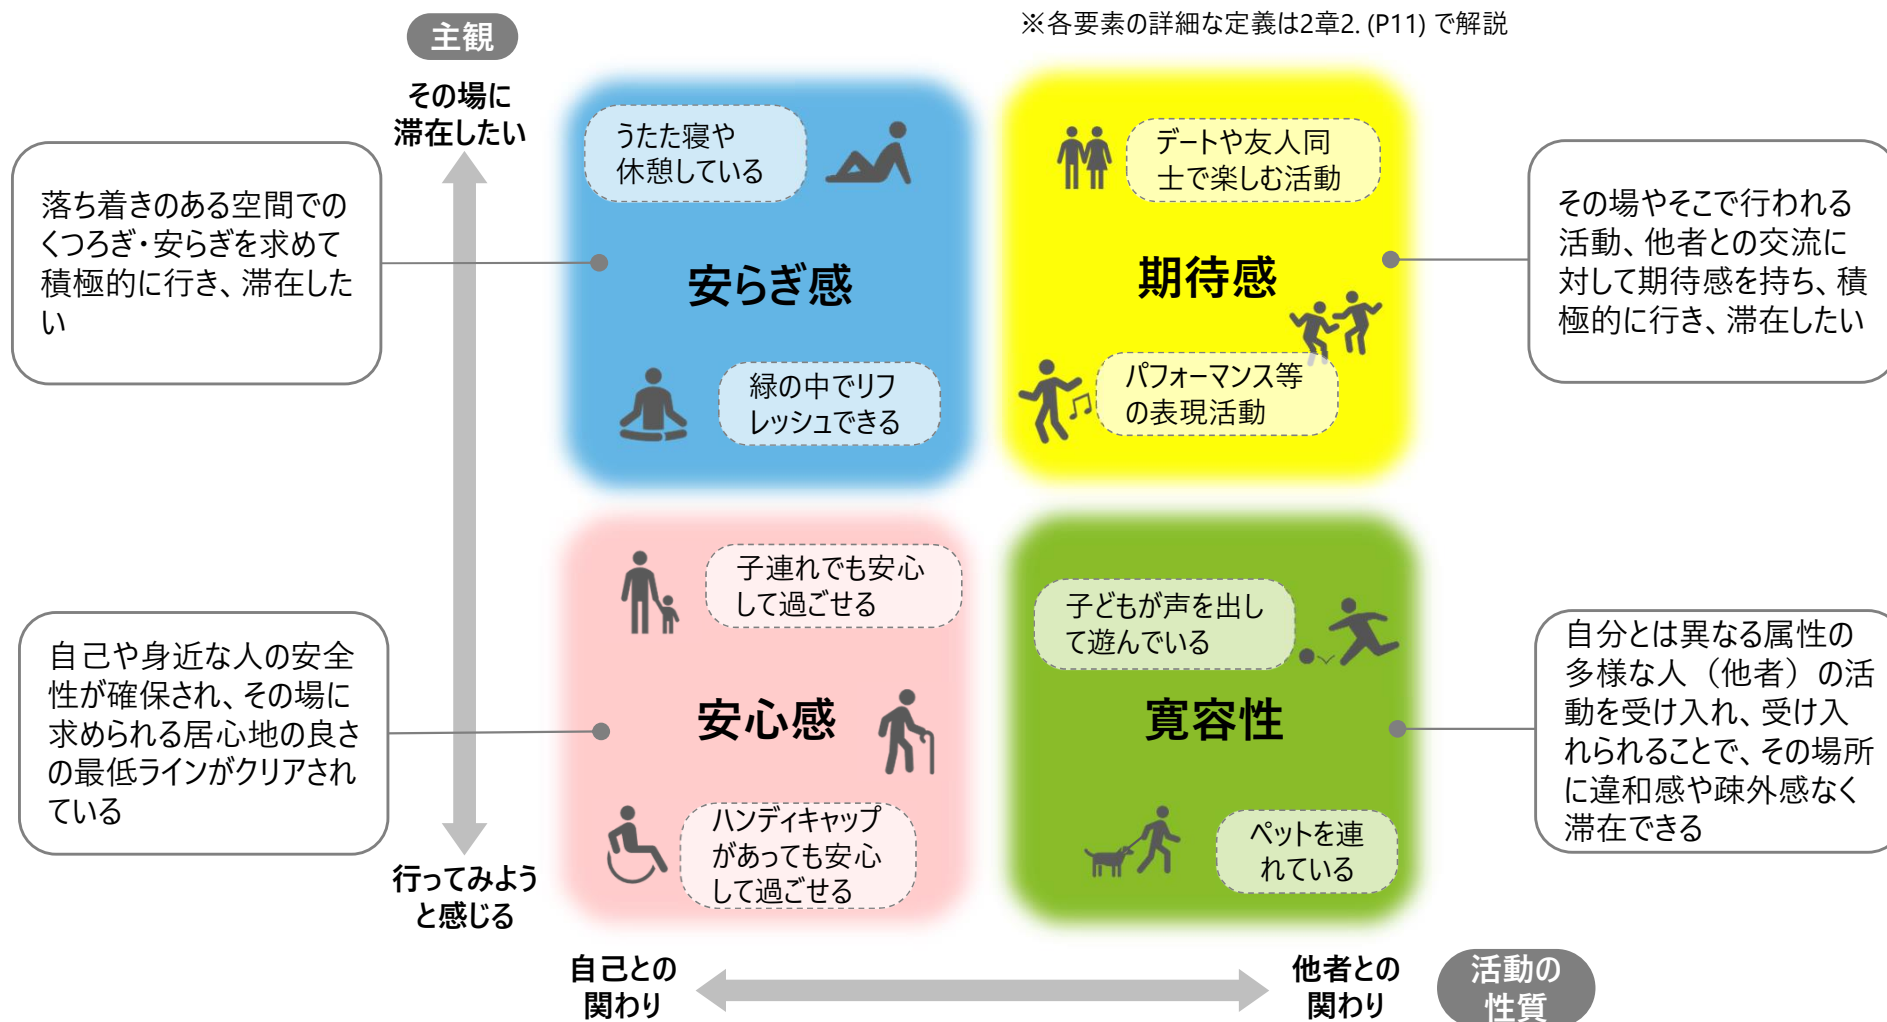 ※各要素の詳細な定義は2章2. (P11) で解説
主観
その場に
滞在したい
落ち着きのある空間での
くつろぎ・安らぎを求めて
積極的に行き、滞在した
い
うたた寝や
休憩している
安らぎ感
緑の中でリフ
レッシュできる
デートや友人同
士で楽しむ活動
期待感
パフォーマンス等
の表現活動
その場やそこで行われる
活動、他者との交流に
対して期待感を持ち、積
極的に行き、滞在したい
自己や身近な人の安全
性が確保され、その場に
求められる居心地の良さ
の最低ラインがクリアされ
ている
子連れでも安心
して過ごせる
安心感
ハンディキャップ
があっても安心
して過ごせる
子どもが声を出し
て遊んでいる
寛容性
ペットを連
れている
自分とは異なる属性の
多様な人（他者）の活
動を受け入れ、受け入
れられることで、その場所
に違和感や疎外感なく
滞在できる
行ってみよう
と感じる
自己との
関わり
他者との
関わり
活動の
性質